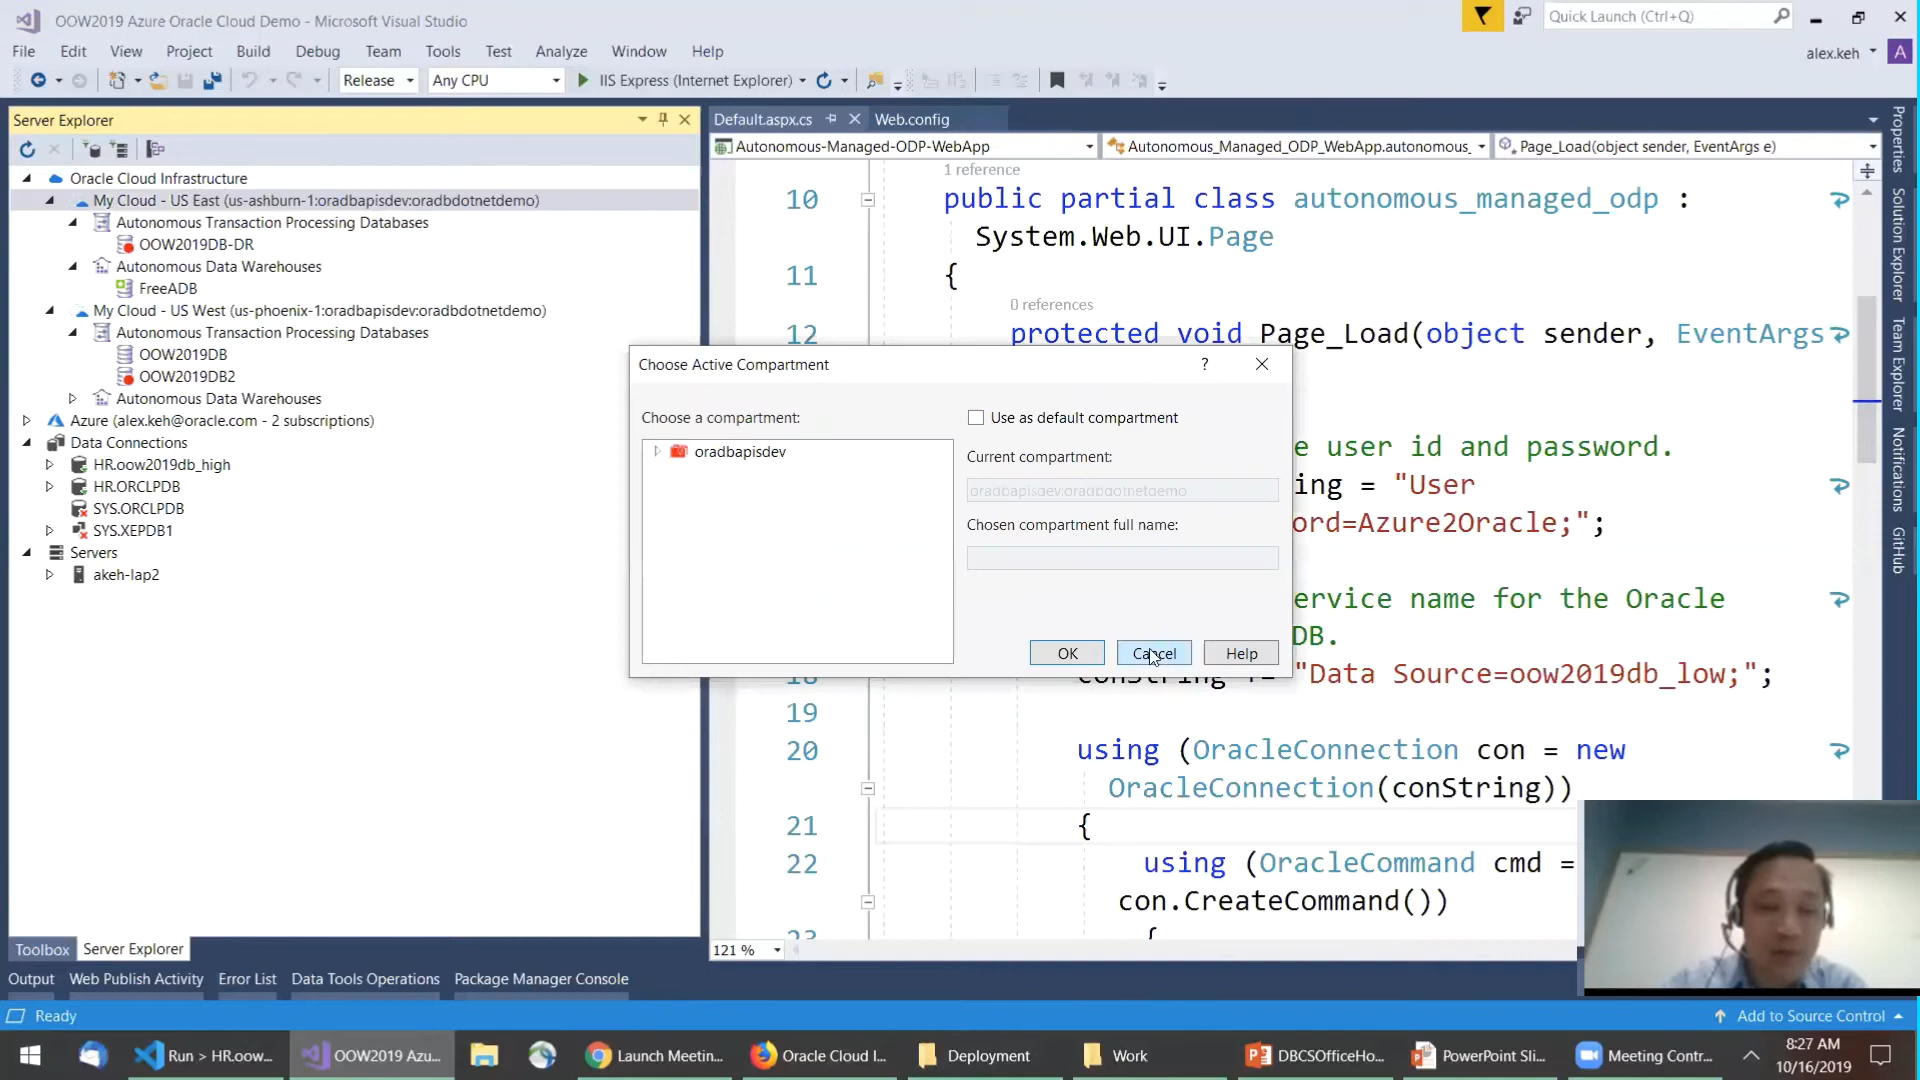 OOW2019 Azure Oracle Cloud Demo - Microsoft Visual Studio
Quick Launch (Ctrl+Q)
File Edit View Project Build Debug Team Tools Test Analyze Window Help
alex.keh A
Release Any CPU IIS Express (Internet Explorer)
Server Explorer
Oracle Cloud Infrastructure
My Cloud - US East (us-ashburn-1:oradbapisdev:oradbdotnetdemo)
Autonomous Transaction Processing Databases
OOW2019DB-DR
Autonomous Data Warehouses
FreeADB
My Cloud - US West (us-phoenix-1:oradbapisdev:oradbdotnetdemo)
Autonomous Transaction Processing Databases
OOW2019DB
OOW2019DB2
Autonomous Data Warehouses
Azure (alex.keh@oracle.com - 2 subscriptions)
Data Connections
HR.oow2019db_high
HR.ORCLPDB
SYS.ORCLPDB
SYS.XEPDB1
Servers
akeh-lap2
Default.aspx.cs Web.config
Autonomous-Managed-ODP-WebApp Autonomous_Managed_ODP_WebApp.autonomous_ Page_Load(object sender, EventArgs e)
1 reference
10 public partial class autonomous_managed_odp :
System.Web.UI.Page
11 {
0 references
12 protected void Page_Load(object sender, EventArgs
e user id and password.
ing = "User
ord=Azure2Oracle;";
ervice name for the Oracle
DB.
18 conString += "Data Source=oow2019db_low;";
19
20 using (OracleConnection con = new
OracleConnection(conString))
21 {
22 using (OracleCommand cmd =
con.CreateCommand())
23 {
121 %
Choose Active Compartment
?
Choose a compartment:
oradbapisdev
Use as default compartment
Current compartment:
oradbapisdev:oradbdotnetdemo
Chosen compartment full name:
OK Cancel Help
Properties
Solution Explorer
Team Explorer
Notifications
GitHub
Toolbox Server Explorer
Output Web Publish Activity Error List Data Tools Operations Package Manager Console
Ready
Add to Source Control
Run > HR.oow...
OOW2019 Azu...
Launch Meetin...
Oracle Cloud I...
Deployment
Work
DBCSOfficeHo...
PowerPoint Sli...
Meeting Contr...
8:27 AM
10/16/2019